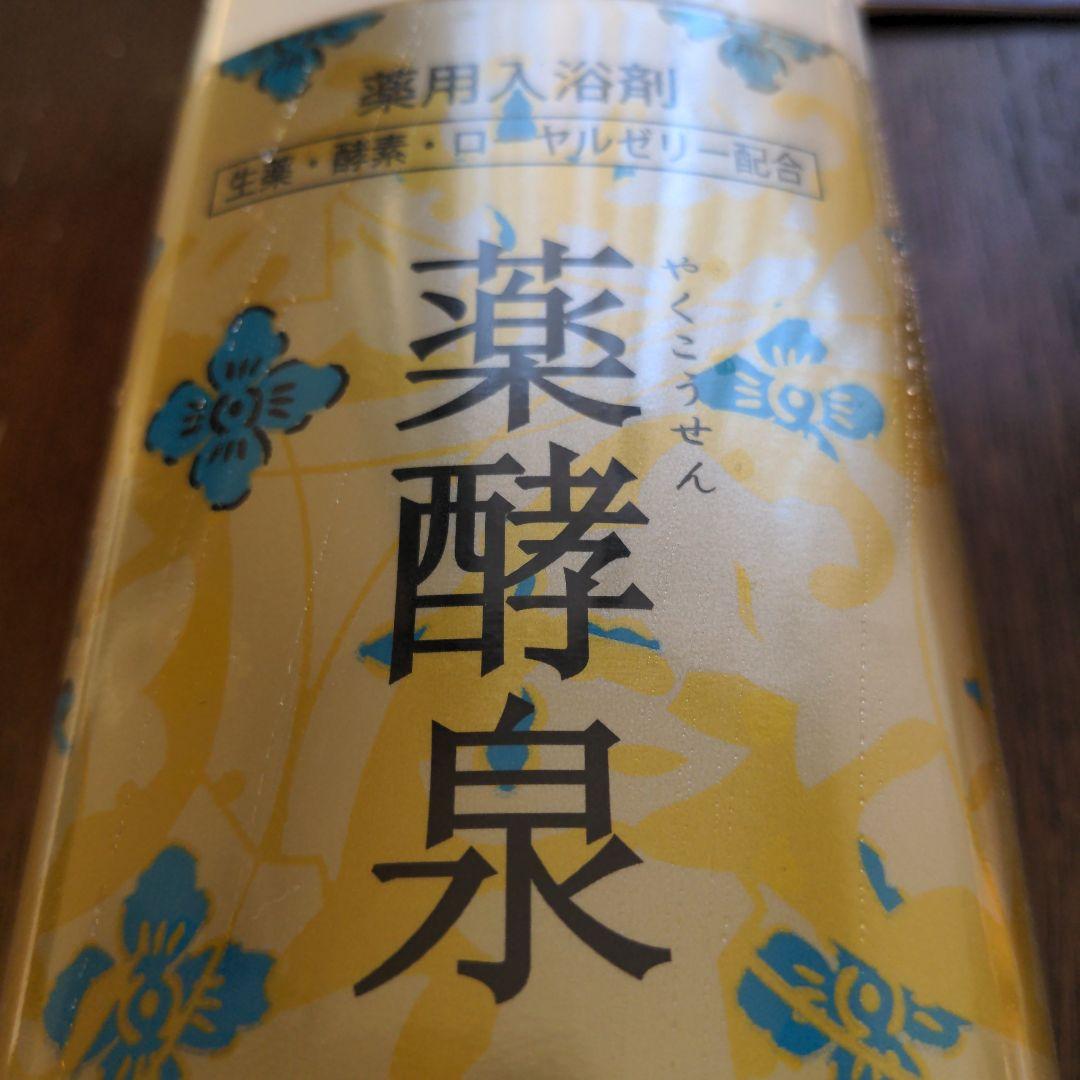 薬用入浴剤
生薬・酵素・ローヤルゼリー配合
薬酵泉
やくこうせん